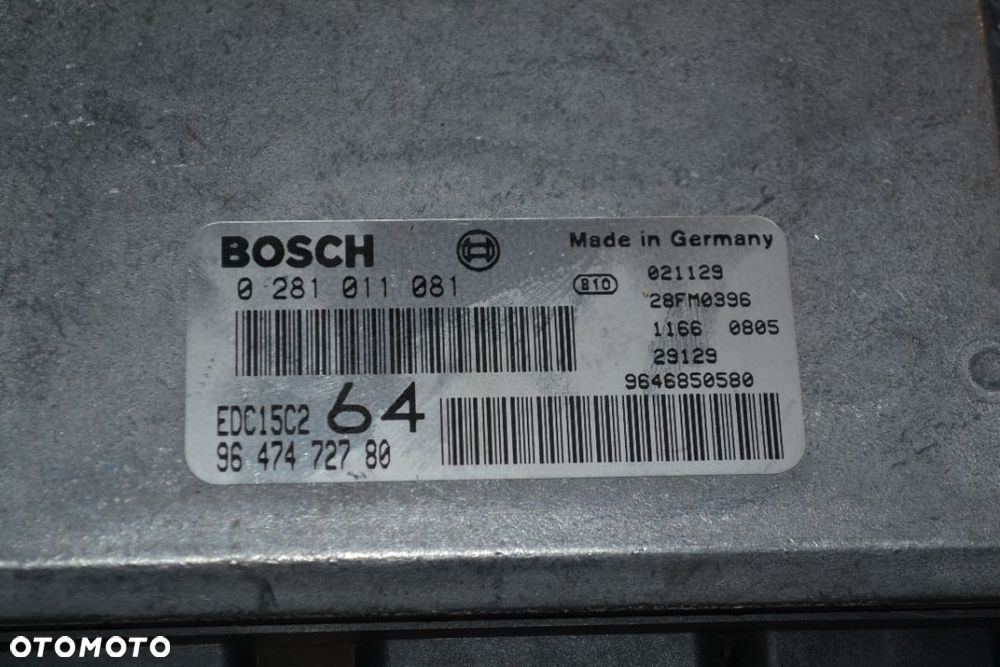 BOSCH
Made in Germany
0 281 011 081
810
021129
28FM0396
1166 0805
29129
9646850580
EDC15C2 64
96 474 727 80
OTOMOTO